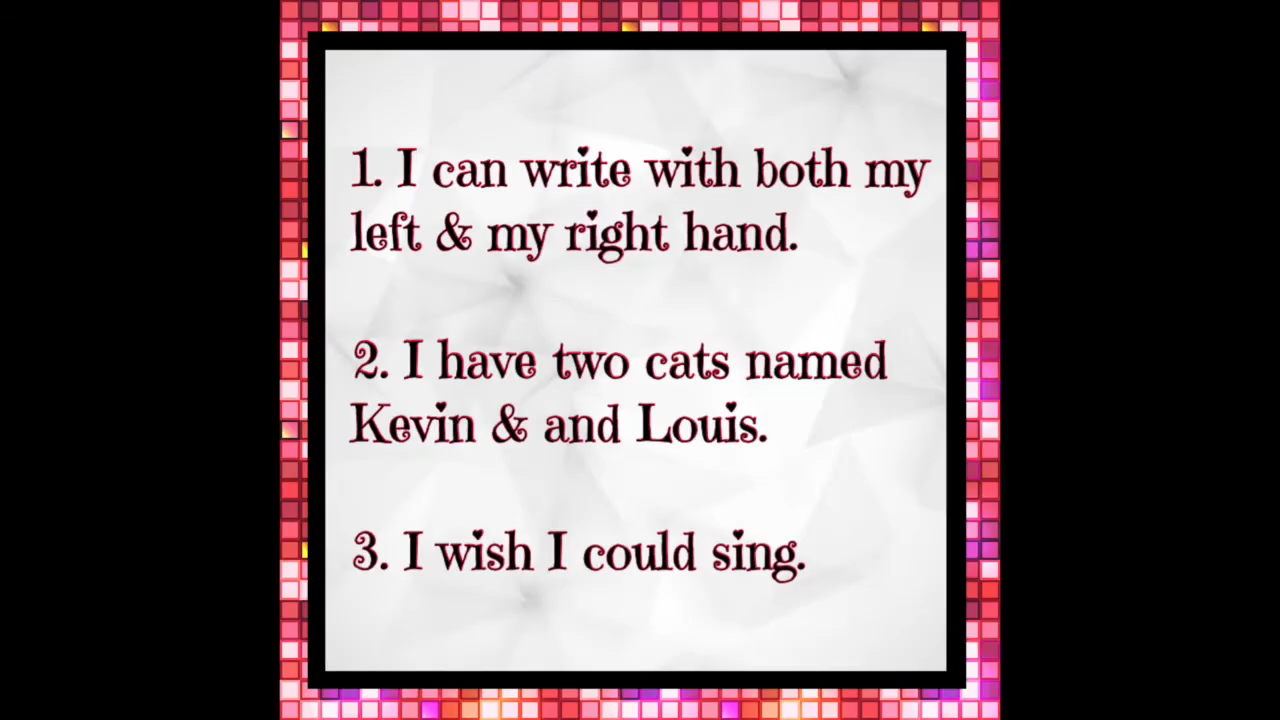 1. I can write with both my
left & my right hand.
2. I have two cats named
Kevin & and Louis.
3. I wish I could sing.